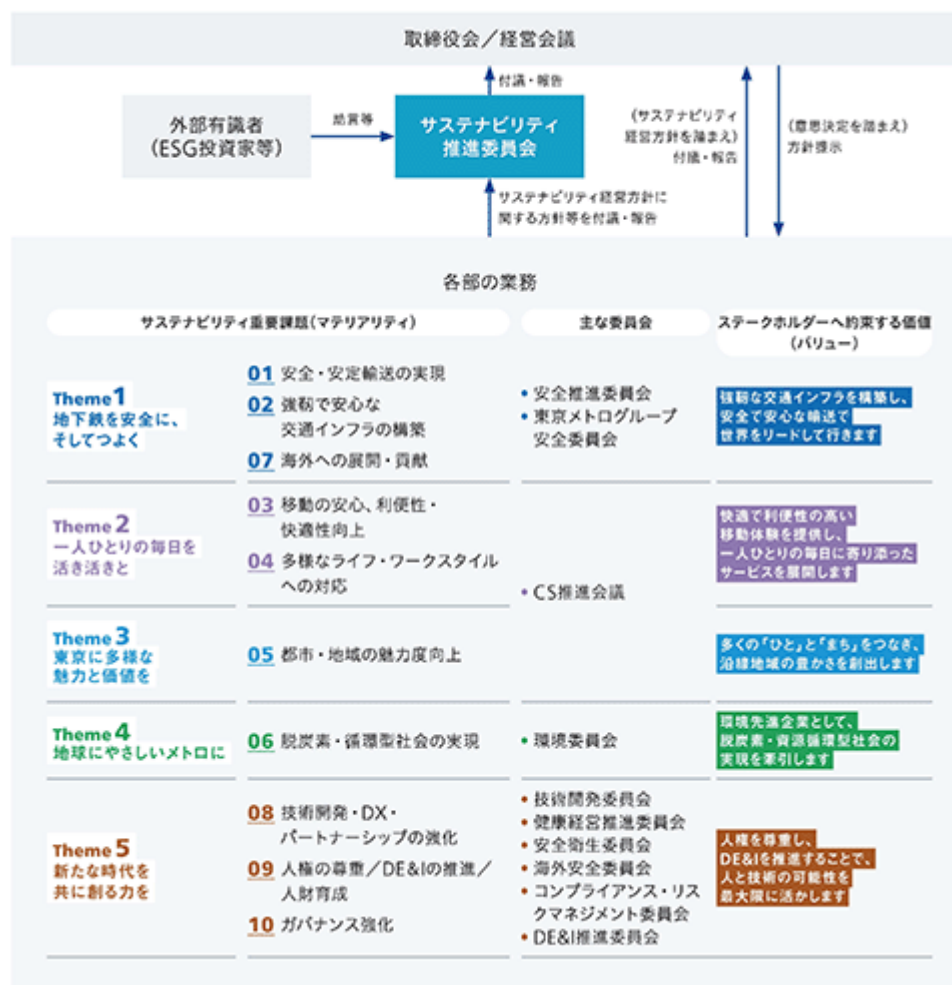 取締役会／経営会議
付議・報告
外部有識者
(ESG投資家等)
助言等
サステナビリティ
推進委員会
(サステナビリティ
経営方針を踏まえ)
付議・報告
(意思決定を踏まえ)
方針提示
サステナビリティ経営方針に
関する方針等を付議・報告
各部の業務
サステナビリティ重要課題(マテリアリティ)
主な委員会
ステークホルダーへ約束する価値
(バリュー)
Theme 1
地下鉄を安全に、
そしてつよく
01 安全・安定輸送の実現
02 強靭で安心な
交通インフラの構築
07 海外への展開・貢献
• 安全推進委員会
• 東京メトログループ
安全委員会
強靭な交通インフラを構築し、
安全で安心な輸送で
世界をリードして行きます
Theme 2
一人ひとりの毎日を
活き活きと
03 移動の安心、利便性・
快適性向上
04 多様なライフ・ワークスタイル
への対応
• CS推進会議
快適で利便性の高い
移動体験を提供し、
一人ひとりの毎日に寄り添った
サービスを展開します
Theme 3
東京に多様な
魅力と価値を
05 都市・地域の魅力度向上
多くの「ひと」と「まち」をつなぎ、
沿線地域の豊かさを創出します
Theme 4
地球にやさしいメトロに
06 脱炭素・循環型社会の実現
• 環境委員会
環境先進企業として、
脱炭素・資源循環型社会の
実現を牽引します
Theme 5
新たな時代を
共に創る力を
08 技術開発・DX・
パートナーシップの強化
09 人権の尊重／DE&Iの推進／
人財育成
10 ガバナンス強化
• 技術開発委員会
• 健康経営推進委員会
• 安全衛生委員会
• 海外安全委員会
• コンプライアンス・リス
クマネジメント委員会
• DE&I推進委員会
人権を尊重し、
DE&Iを推進することで、
人と技術の可能性を
最大限に活かします